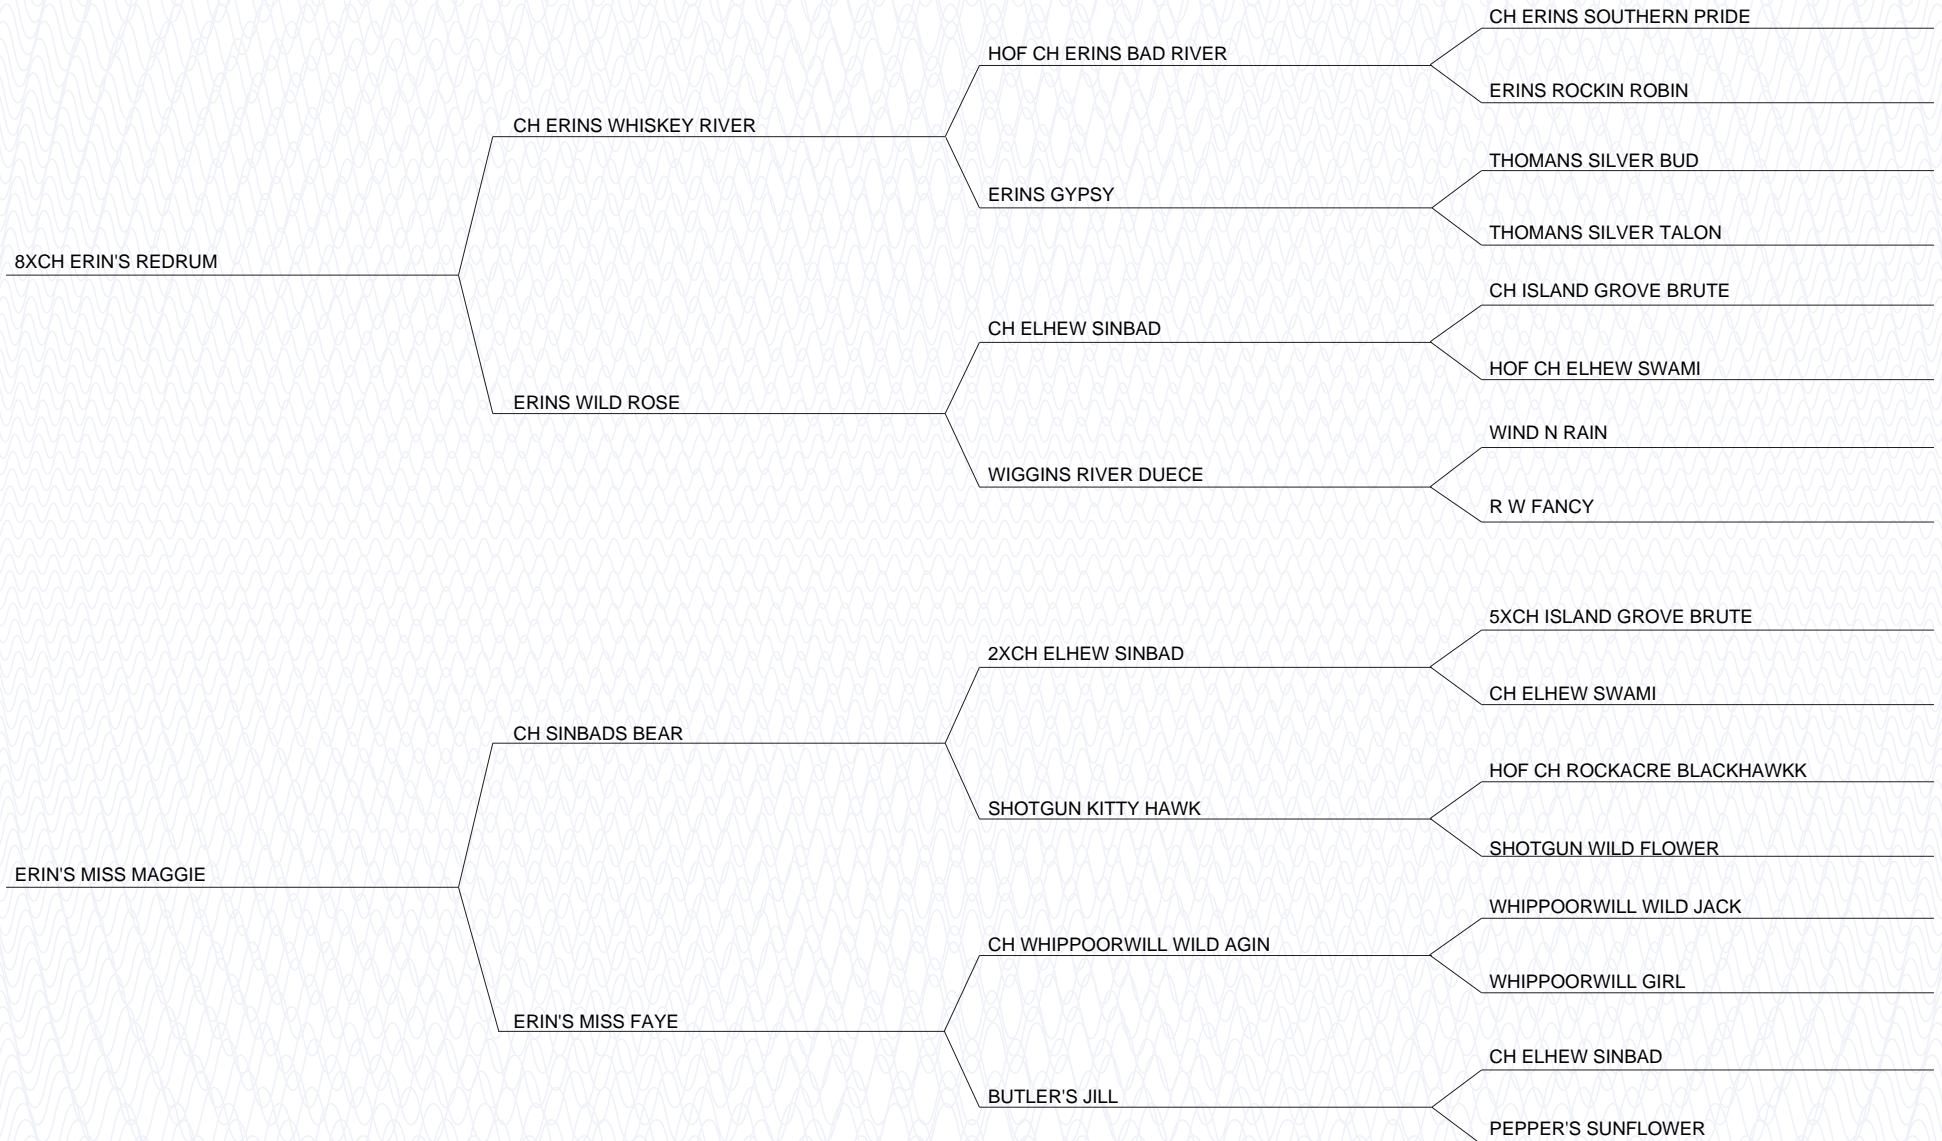 8XCH ERIN'S REDRUM
CH ERINS WHISKEY RIVER
HOF CH ERINS BAD RIVER
CH ERINS SOUTHERN PRIDE
ERINS ROCKIN ROBIN
ERINS GYPSY
THOMANS SILVER BUD
THOMANS SILVER TALON
ERINS WILD ROSE
CH ELHEW SINBAD
CH ISLAND GROVE BRUTE
HOF CH ELHEW SWAMI
WIGGINS RIVER DUECE
WIND N RAIN
R W FANCY
ERIN'S MISS MAGGIE
CH SINBADS BEAR
2XCH ELHEW SINBAD
5XCH ISLAND GROVE BRUTE
CH ELHEW SWAMI
SHOTGUN KITTY HAWK
HOF CH ROCKACRE BLACKHAWKK
SHOTGUN WILD FLOWER
ERIN'S MISS FAYE
CH WHIPPOORWILL WILD AGIN
WHIPPOORWILL WILD JACK
WHIPPOORWILL GIRL
BUTLER'S JILL
CH ELHEW SINBAD
PEPPER'S SUNFLOWER